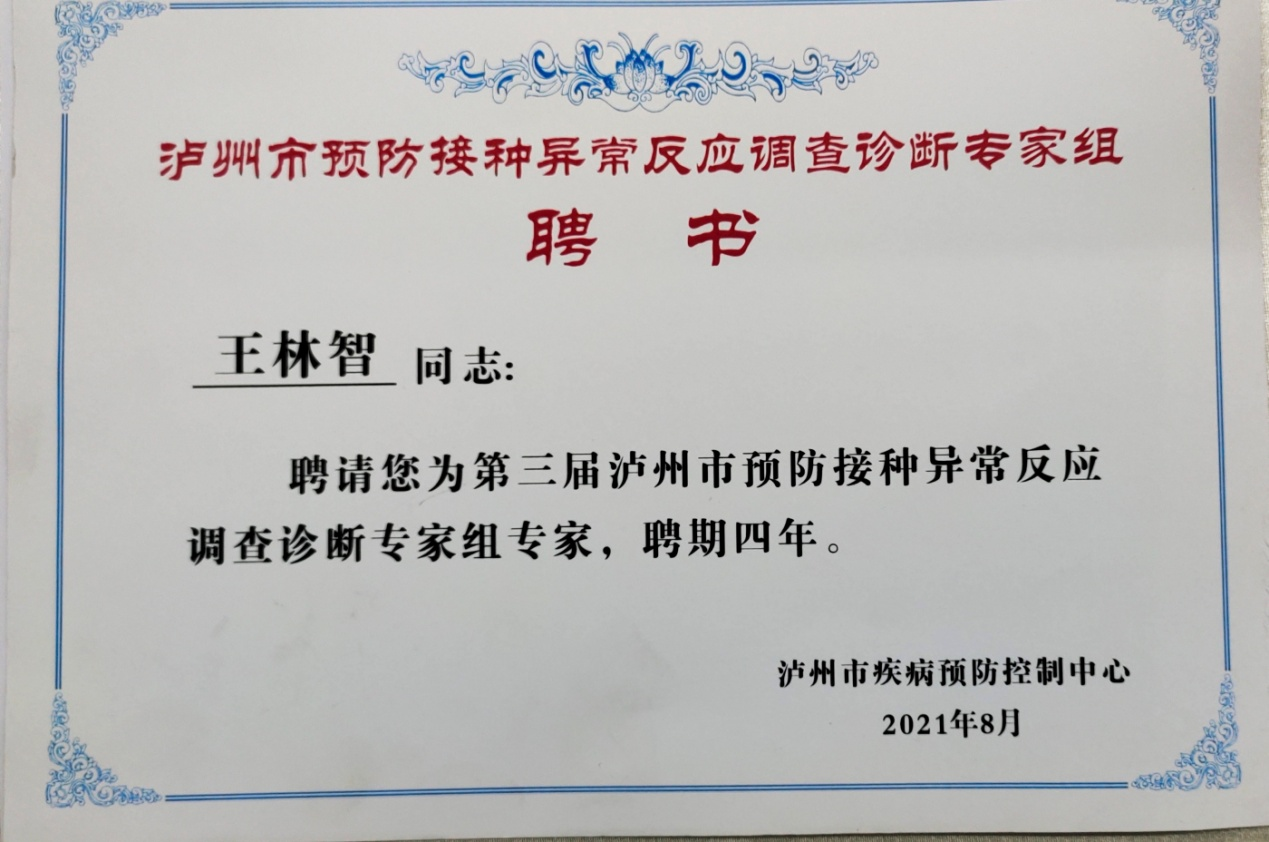 泸州市预防接种异常反应调查诊断专家组
聘 书
王林智 同志:
聘请您为第三届泸州市预防接种异常反应
调查诊断专家组专家，聘期四年。
泸州市疾病预防控制中心
2021年8月